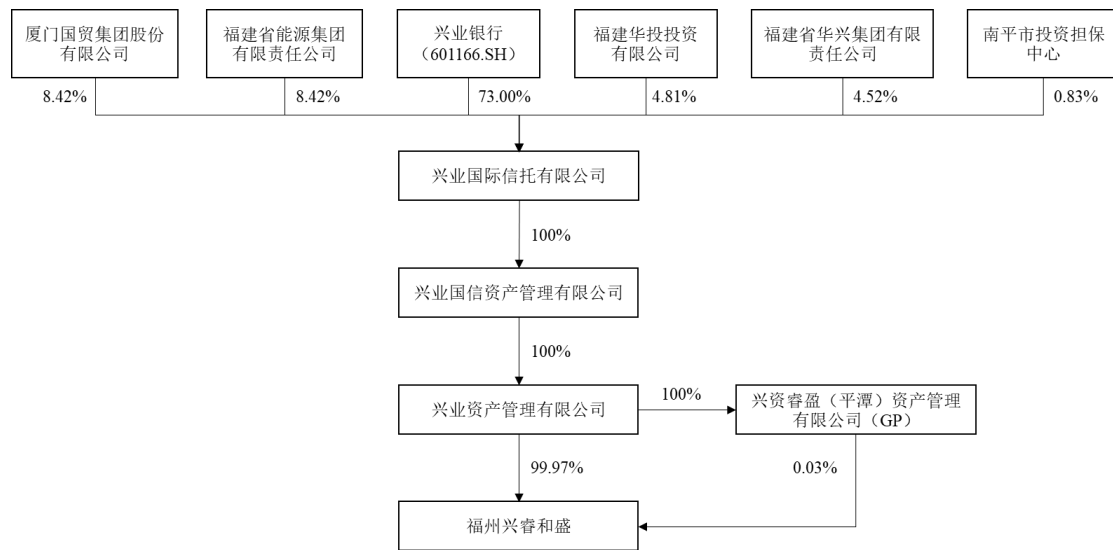 厦门国贸集团股份
有限公司
福建省能源集团
有限责任公司
兴业银行
（601166.SH）
福建华投投资
有限公司
福建省华兴集团有限
责任公司
南平市投资担保
中心
8.42%
8.42%
73.00%
4.81%
4.52%
0.83%
兴业国际信托有限公司
100%
兴业国信资产管理有限公司
100%
兴业资产管理有限公司
100%
兴资睿盈（平潭）资产管理
有限公司（GP）
99.97%
0.03%
福州兴睿和盛